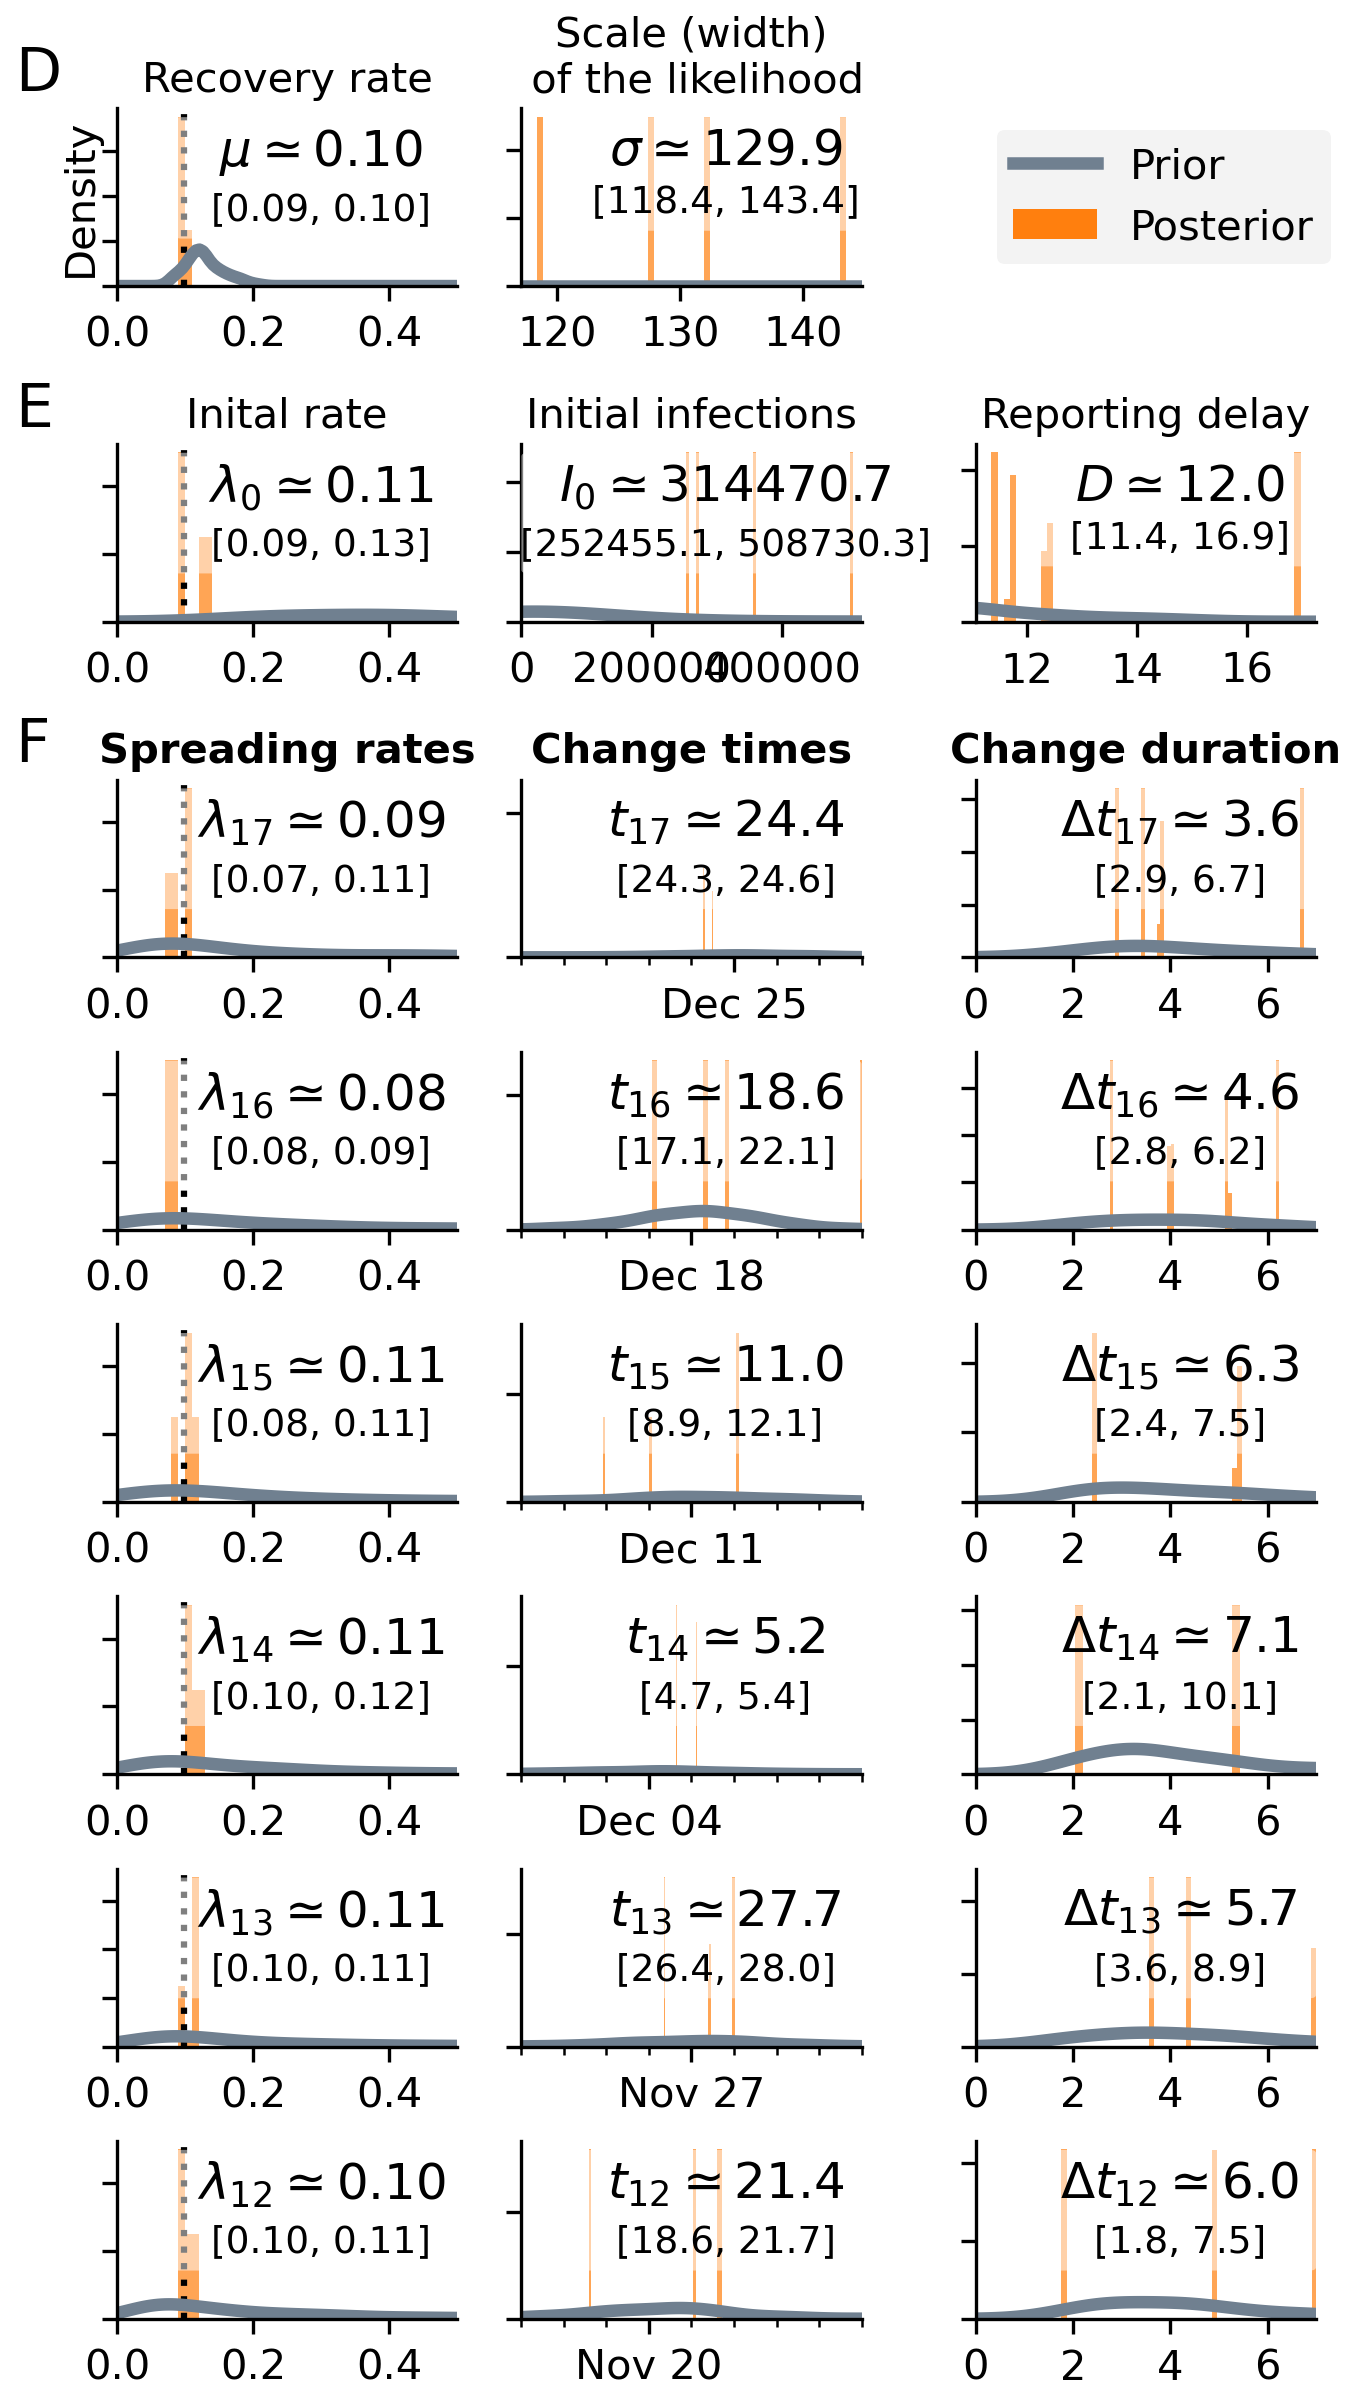 D
Recovery rate
Scale (width)
of the likelihood
Density
μ ≃ 0.10
[0.09, 0.10]
σ ≃ 129.9
[118.4, 143.4]
Prior
Posterior
0.0 0.2 0.4
120 130 140
E
Inital rate
Initial infections
Reporting delay
λ₀ ≃ 0.11
[0.09, 0.13]
I₀ ≃ 314470.7
[252455.1, 508730.3]
D ≃ 12.0
[11.4, 16.9]
0.0 0.2 0.4
0 200000 400000
12 14 16
F
Spreading rates
Change times
Change duration
λ₁₇ ≃ 0.09
[0.07, 0.11]
t₁₇ ≃ 24.4
[24.3, 24.6]
Δt₁₇ ≃ 3.6
[2.9, 6.7]
0.0 0.2 0.4
Dec 25
0 2 4 6
λ₁₆ ≃ 0.08
[0.08, 0.09]
t₁₆ ≃ 18.6
[17.1, 22.1]
Δt₁₆ ≃ 4.6
[2.8, 6.2]
0.0 0.2 0.4
Dec 18
0 2 4 6
λ₁₅ ≃ 0.11
[0.08, 0.11]
t₁₅ ≃ 11.0
[8.9, 12.1]
Δt₁₅ ≃ 6.3
[2.4, 7.5]
0.0 0.2 0.4
Dec 11
0 2 4 6
λ₁₄ ≃ 0.11
[0.10, 0.12]
t₁₄ ≃ 5.2
[4.7, 5.4]
Δt₁₄ ≃ 7.1
[2.1, 10.1]
0.0 0.2 0.4
Dec 04
0 2 4 6
λ₁₃ ≃ 0.11
[0.10, 0.11]
t₁₃ ≃ 27.7
[26.4, 28.0]
Δt₁₃ ≃ 5.7
[3.6, 8.9]
0.0 0.2 0.4
Nov 27
0 2 4 6
λ₁₂ ≃ 0.10
[0.10, 0.11]
t₁₂ ≃ 21.4
[18.6, 21.7]
Δt₁₂ ≃ 6.0
[1.8, 7.5]
0.0 0.2 0.4
Nov 20
0 2 4 6